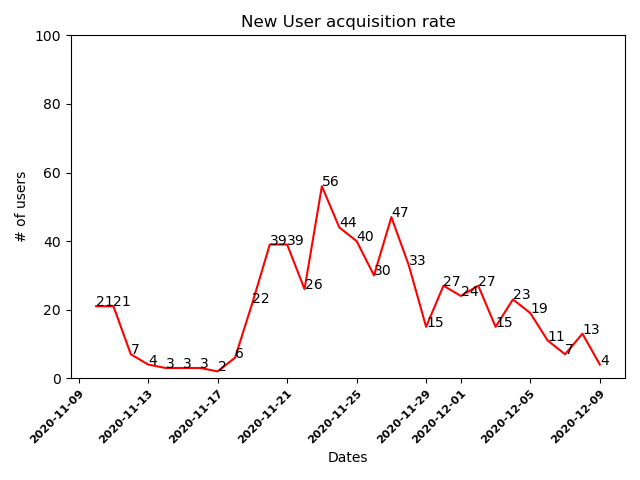 New User acquisition rate
100
80
60
40
20
0
# of users
21 21 7 4 3 3 3 2 6 22 39 39 26 56 44 40 30 47 33 15 27 24 27 15 23 19 11 7 13 4
2020-11-09 2020-11-13 2020-11-17 2020-11-21 2020-11-25 2020-11-29 2020-12-01 2020-12-05 2020-12-09
Dates